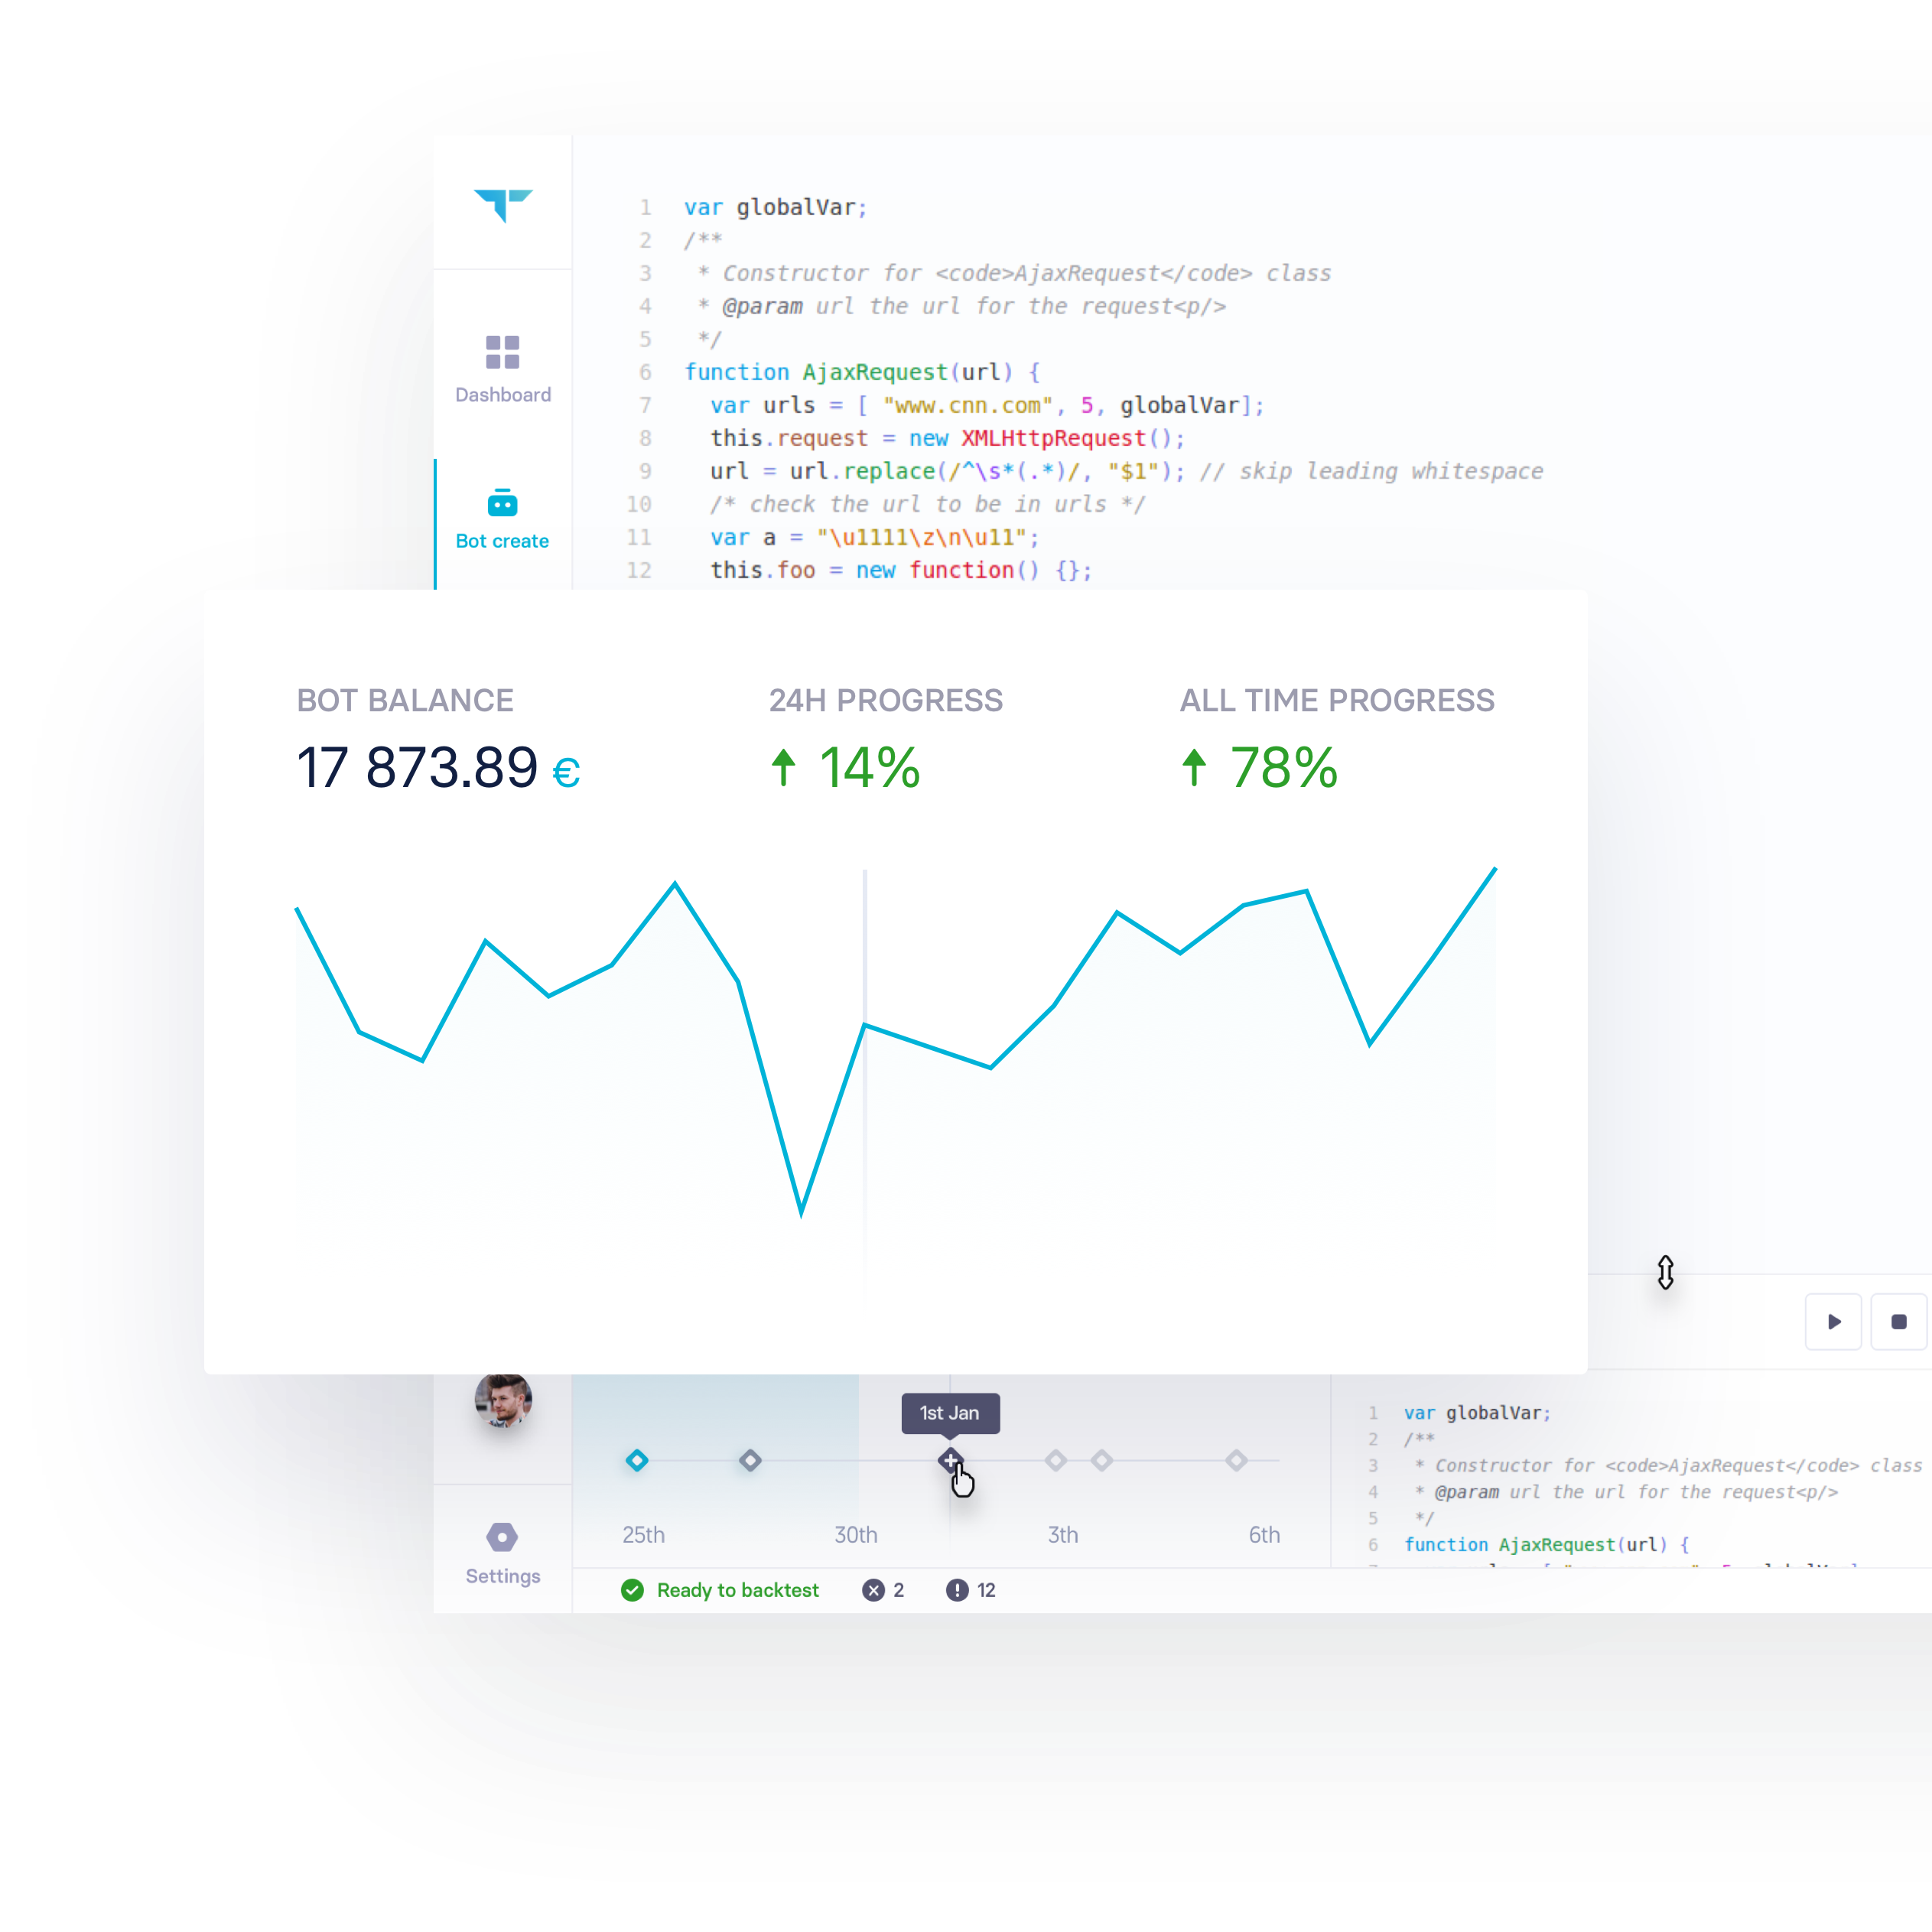 1 var globalVar;
2 /**
3 * Constructor for <code>AjaxRequest</code> class
4 * @param url the url for the request<p/>
5 */
6 function AjaxRequest(url) {
7 var urls = [ "www.cnn.com", 5, globalVar];
8 this.request = new XMLHttpRequest();
9 url = url.replace(/^\s*(.*)/, "$1"); // skip leading whitespace
10 /* check the url to be in urls */
11 var a = "\u1111\z\n\u11";
12 this.foo = new function() {};
Dashboard
Bot create
BOT BALANCE
17 873.89 €
24H PROGRESS
14%
ALL TIME PROGRESS
78%
1st Jan
25th 30th 3th 6th
1 var globalVar;
2 /**
3 * Constructor for <code>AjaxRequest</code> class
4 * @param url the url for the request<p/>
5 */
6 function AjaxRequest(url) {
Settings
Ready to backtest 2 12